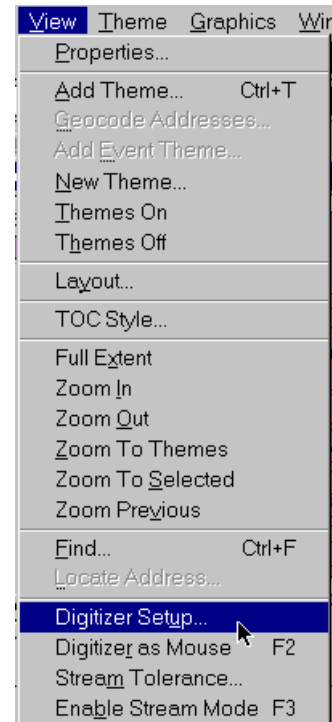 View Theme Graphics Wir
Properties...
Add Theme... Ctrl+T
Geocode Addresses...
Add Event Theme...
New Theme...
Themes On
Themes Off
Layout...
TOC Style...
Full Extent
Zoom In
Zoom Out
Zoom To Themes
Zoom To Selected
Zoom Previous
Find... Ctrl+F
Locate Address...
Digitizer Setup...
Digitizer as Mouse F2
Stream Tolerance...
Enable Stream Mode F3